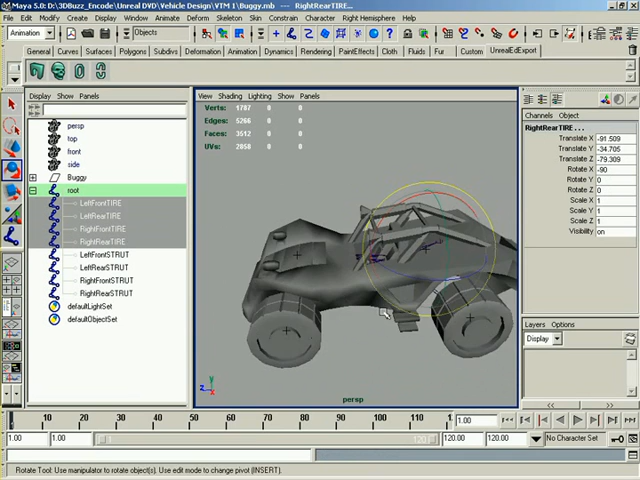 Maya 5.0: C:\3DBuzz_Encode\Unreal DVD\Vehicle Design\VTM 1\Buggy.mb | RightRearTIRE...
File Edit Modify Create Display Window Animate Deform Skeleton Skin Constrain Character Right Hemisphere Help
Animation Objects
General Curves Surfaces Polygons Subdivs Deformation Animation Dynamics Rendering PaintEffects Cloth Fluids Fur Custom UnrealEdExport
Display Show Panels
persp
top
front
side
Buggy
root
LeftFrontTIRE
LeftRearTIRE
RightFrontTIRE
RightRearTIRE
LeftFrontSTRUT
LeftRearSTRUT
RightFrontSTRUT
RightRearSTRUT
defaultLightSet
defaultObjectSet
View Shading Lighting Show Panels
Verts: 1787 0 0
Edges: 5266 0 0
Faces: 3512 0 0
UVs: 2058 0 0
y
z x
persp
Channels Object
RightRearTIRE . . .
Translate X -91.509
Translate Y -34.705
Translate Z -79.309
Rotate X -90
Rotate Y 0
Rotate Z 0
Scale X 1
Scale Y 1
Scale Z 1
Visibility on
Layers Options
Display
10 20 30 40 50 60 70 80 90 100 110 1.00
1.00 1.00 120.00 120.00 No Character Set
Rotate Tool: Use manipulator to rotate object(s). Use edit mode to change pivot (INSERT).